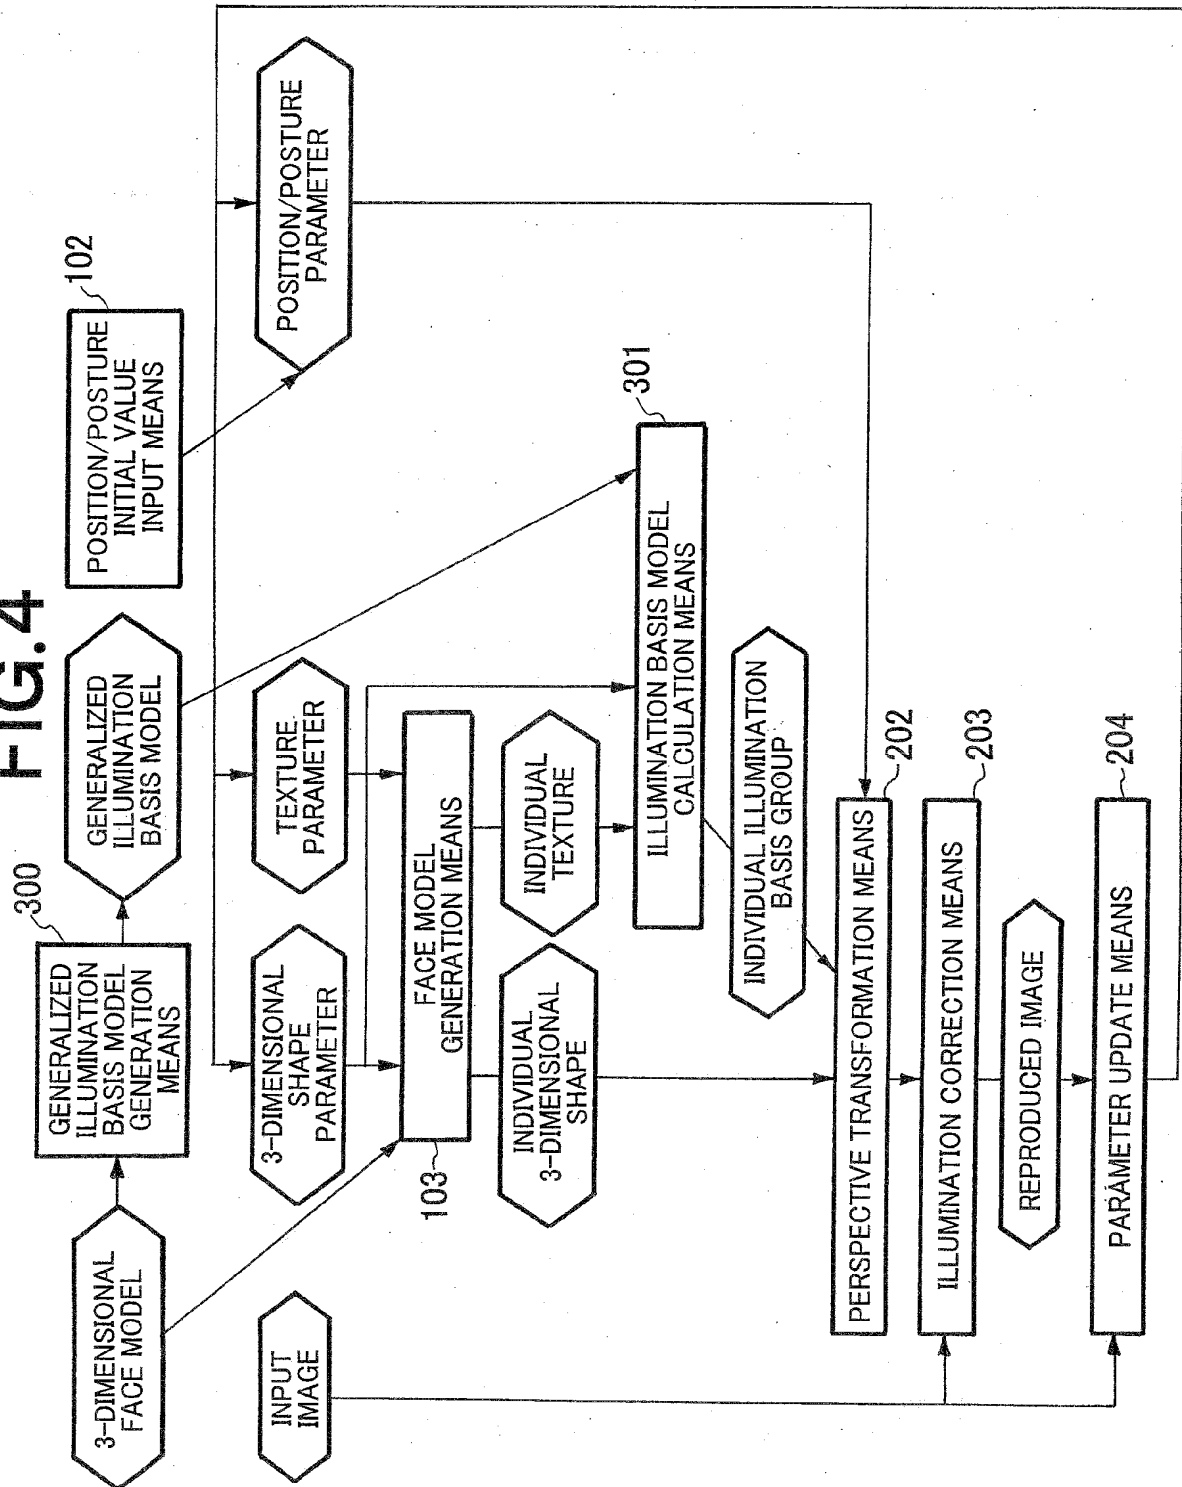 FIG.4
3-DIMENSIONAL
FACE MODEL
300
GENERALIZED
ILLUMINATION
BASIS MODEL
GENERATION
MEANS
GENERALIZED
ILLUMINATION
BASIS MODEL
102
POSITION/POSTURE
INITIAL VALUE
INPUT MEANS
INPUT
IMAGE
3-DIMENSIONAL
SHAPE
PARAMETER
TEXTURE
PARAMETER
POSITION/POSTURE
PARAMETER
103
FACE MODEL
GENERATION MEANS
INDIVIDUAL
3-DIMENSIONAL
SHAPE
INDIVIDUAL
TEXTURE
301
ILLUMINATION BASIS MODEL
CALCULATION MEANS
INDIVIDUAL ILLUMINATION
BASIS GROUP
PERSPECTIVE TRANSFORMATION MEANS
202
ILLUMINATION CORRECTION MEANS
203
REPRODUCED IMAGE
PARAMETER UPDATE MEANS
204